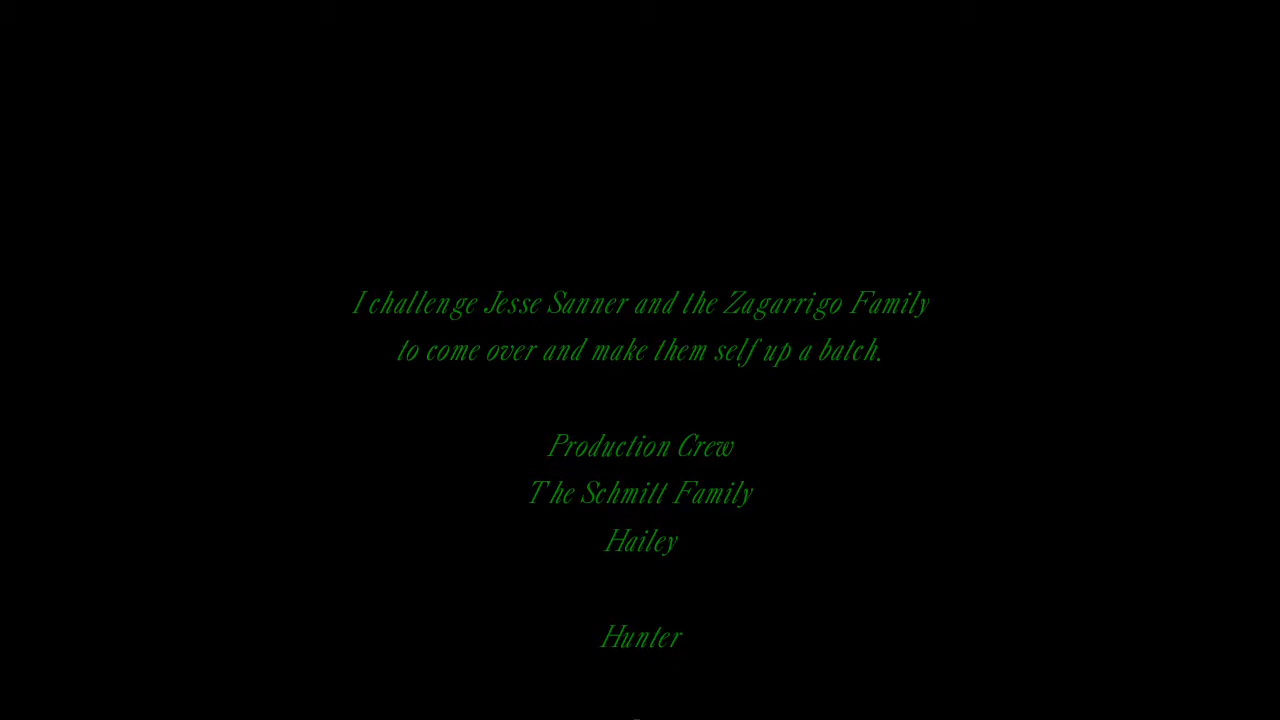 I challenge Jesse Sanner and the Zagarrigo Family
to come over and make them self up a batch.
Production Crew
The Schmitt Family
Hailey
Hunter